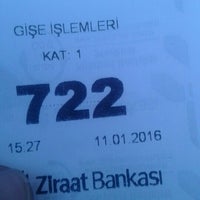 GİŞE İŞLEMLERİ
KAT: 1
722
15:27 11.01.2016
Ziraat Bankası